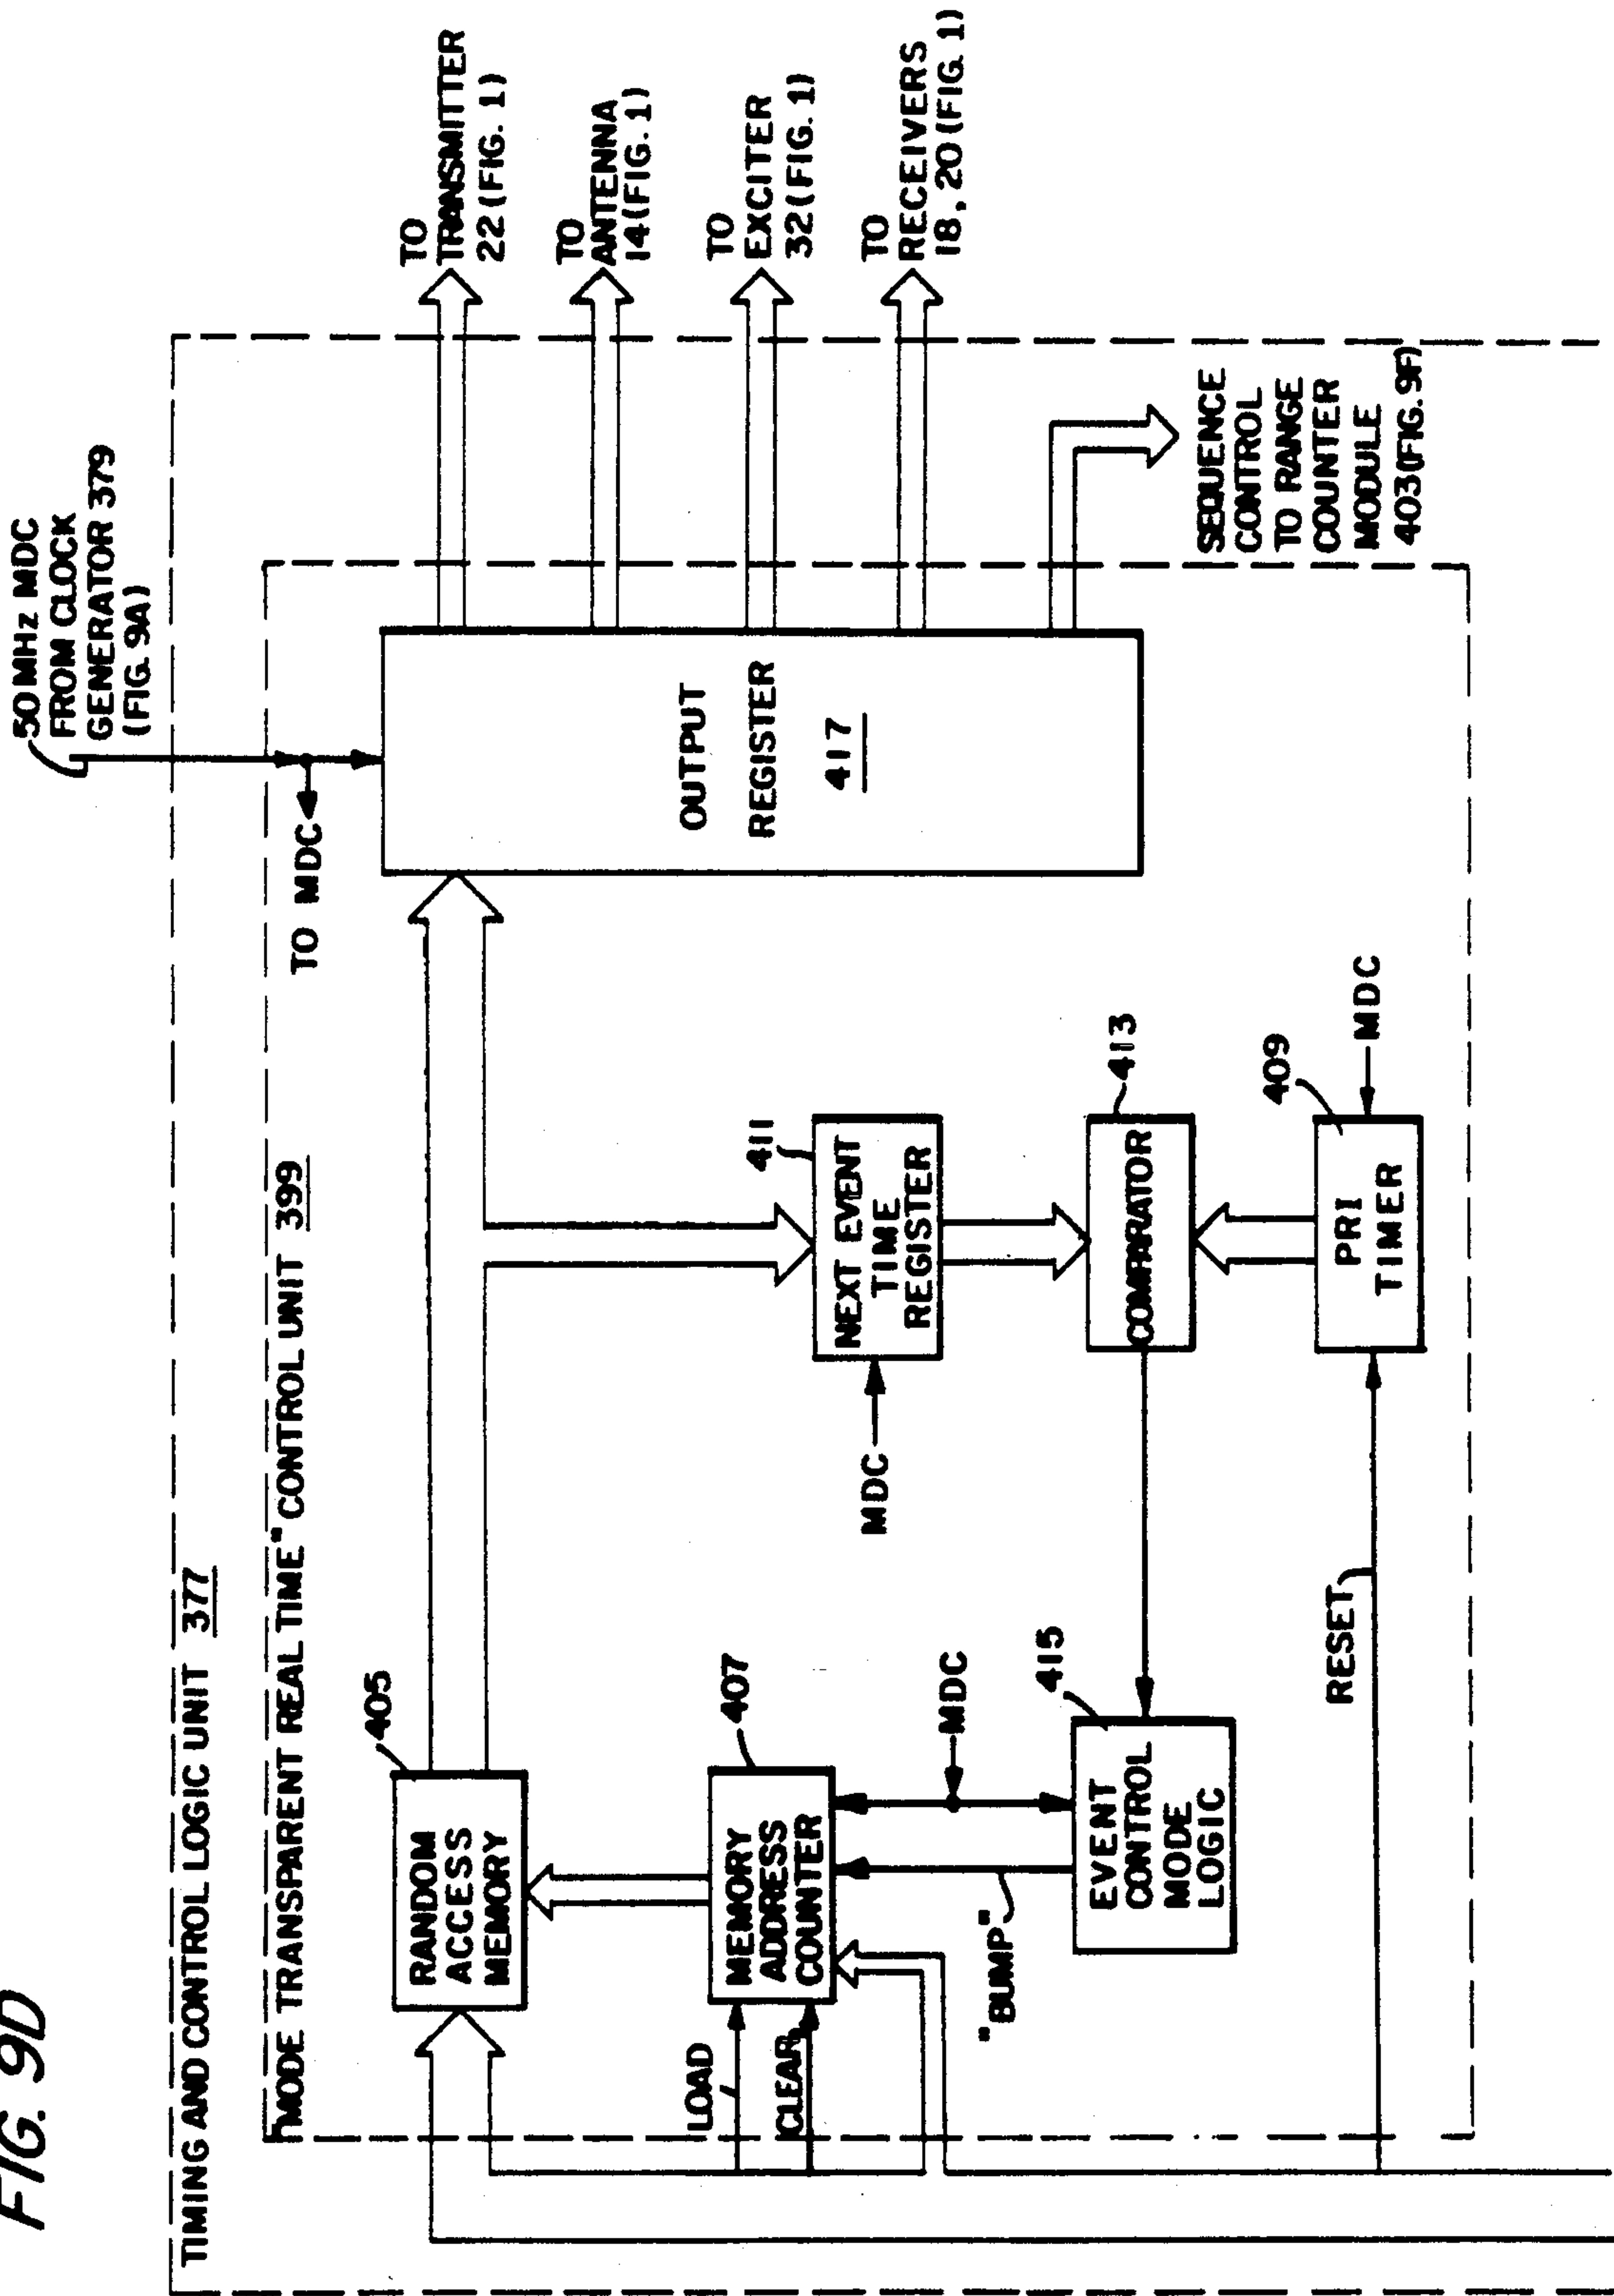 FIG. 9D
50 MHz MDC
FROM CLOCK
GENERATOR 379
(FIG. 9A)
TIMING AND CONTROL LOGIC UNIT 377
"MODE TRANSPARENT REAL TIME" CONTROL UNIT 399
TO MDC
405
RANDOM
ACCESS
MEMORY
OUTPUT
REGISTER
417
TO
TRANSMITTER
22 (FIG. 1)
TO
ANTENNA
14 (FIG. 1)
TO
EXCITER
32 (FIG. 1)
TO
RECEIVERS
18, 20 (FIG. 1)
SEQUENCE
CONTROL
TO RANGE
COUNTER
MODULE
403 (FIG. 9F)
LOAD
CLEAR
407
MEMORY
ADDRESS
COUNTER
411
NEXT EVENT
TIME
REGISTER
MDC
MDC
"BUMP"
415
EVENT
CONTROL
MODE
LOGIC
413
COMPARATOR
409
PRI
TIMER
MDC
RESET